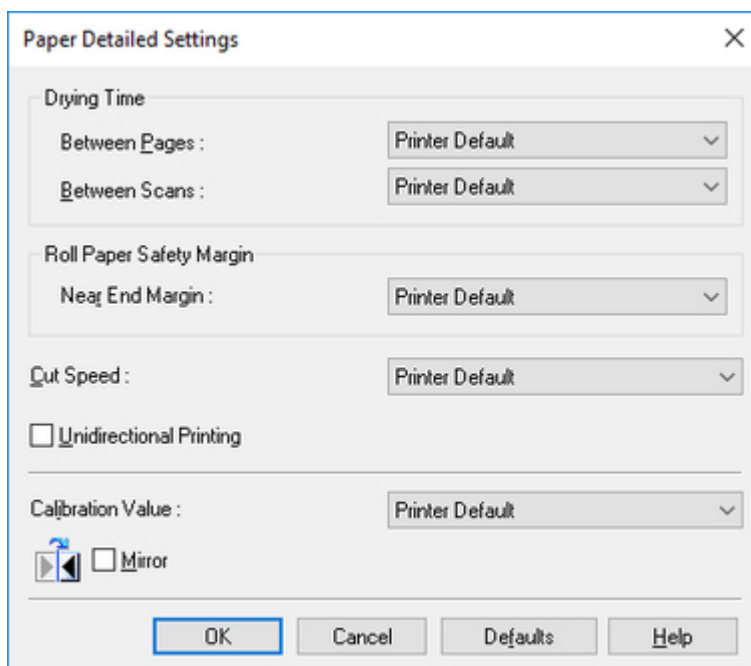 Paper Detailed Settings
Drying Time
Between Pages : Printer Default
Between Scans : Printer Default
Roll Paper Safety Margin
Near End Margin : Printer Default
Cut Speed : Printer Default
Unidirectional Printing
Calibration Value : Printer Default
Mirror
OK Cancel Defaults Help